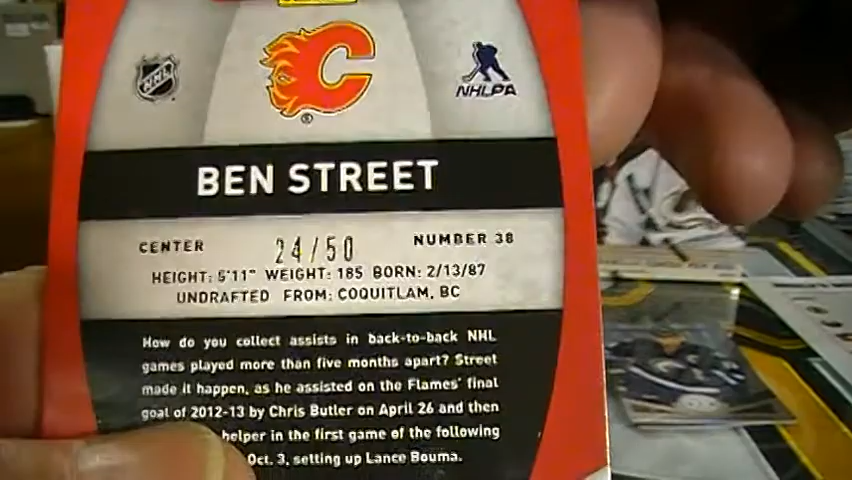 NHL
C
®
NHLPA
BEN STREET
CENTER
24/50
NUMBER 38
HEIGHT: 5'11" WEIGHT: 185 BORN: 2/13/87
UNDRAFTED FROM: COQUITLAM, BC
How do you collect assists in back-to-back NHL
games played more than five months apart? Street
made it happen, as he assisted on the Flames' final
goal of 2012-13 by Chris Butler on April 26 and then
helper in the first game of the following
Oct. 3, setting up Lance Bouma.